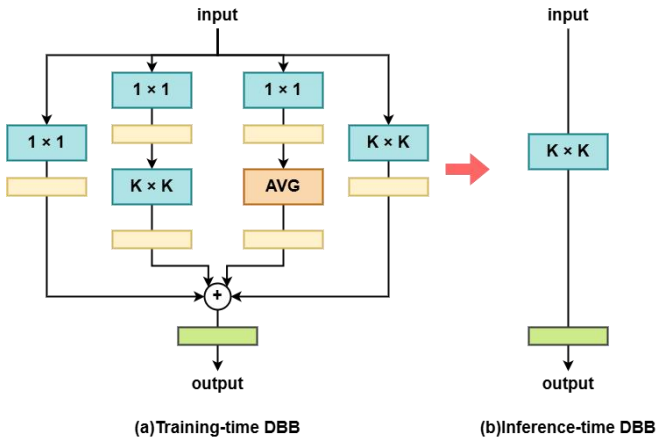 input
input
1 × 1
1 × 1
1 × 1
K × K
K × K
K × K
AVG
+
output
output
(a)Training-time DBB
(b)Inference-time DBB